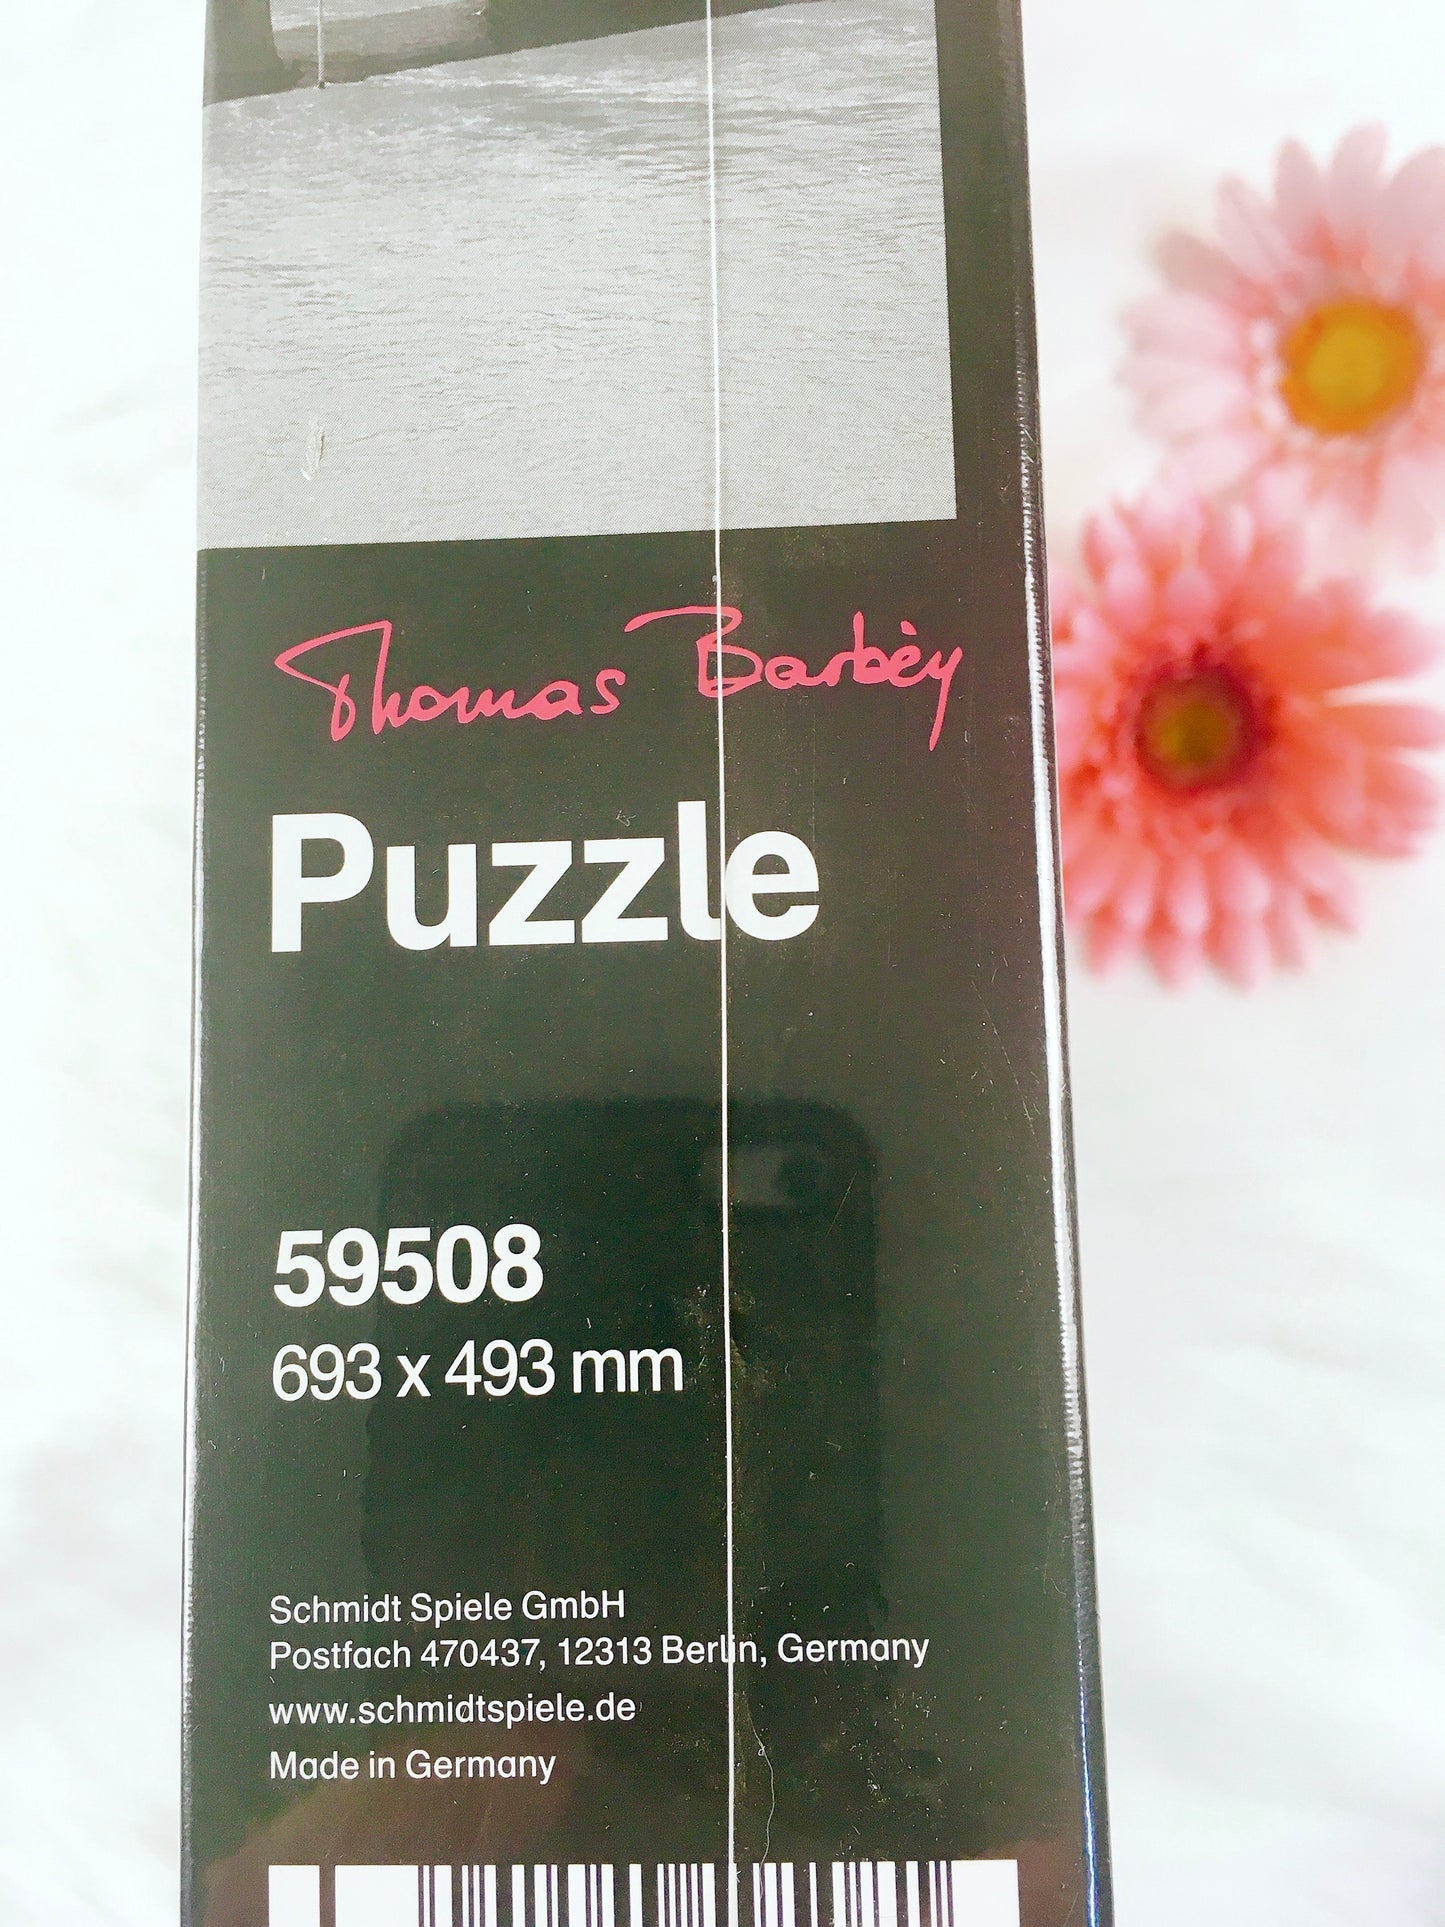 Thomas Barbèy
Puzzle
59508
693 x 493 mm
Schmidt Spiele GmbH
Postfach 470437, 12313 Berlin, Germany
www.schmidtspiele.de
Made in Germany